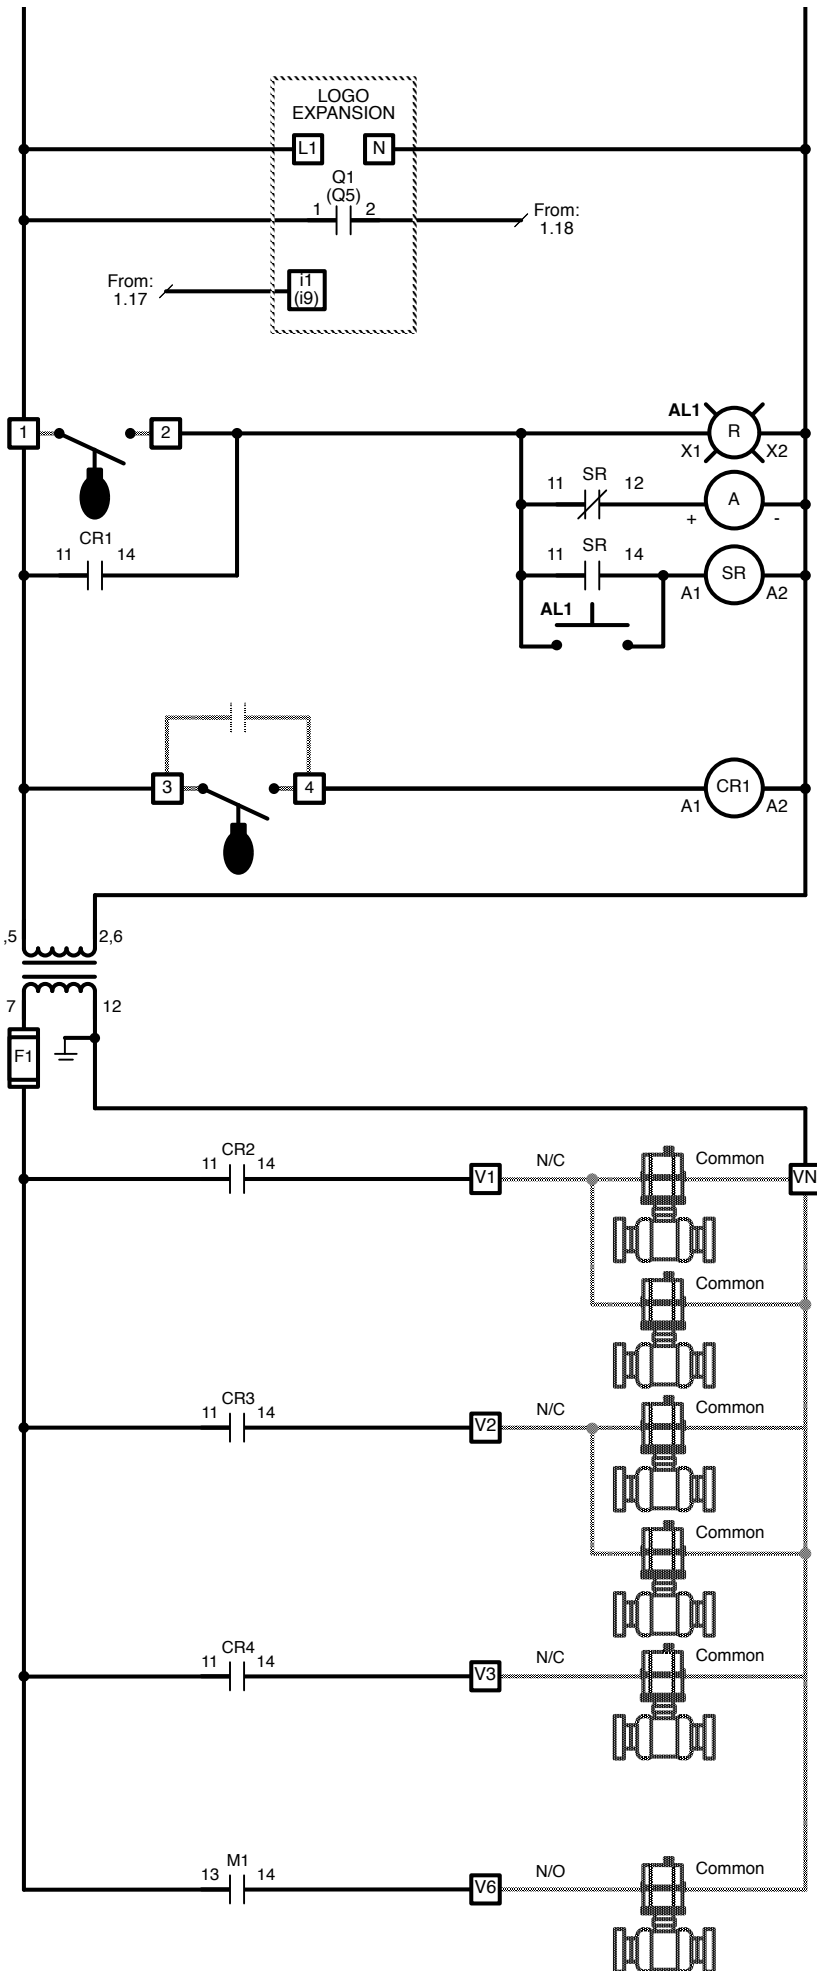 LOGO
EXPANSION
L1 N
Q1
(Q5)
1 2
From:
1.18
From:
1.17
i1
(i9)
1 2
AL1
R
X1 X2
11 SR 12
A
+ -
CR1
11 14
11 SR 14
SR
A1 A2
AL1
3 4
CR1
A1 A2
,5 2,6
7 12
F1
CR2
11 14
V1
N/C
Common
VN
Common
CR3
11 14
V2
N/C
Common
Common
CR4
11 14
V3
N/C
Common
M1
13 14
V6
N/O
Common